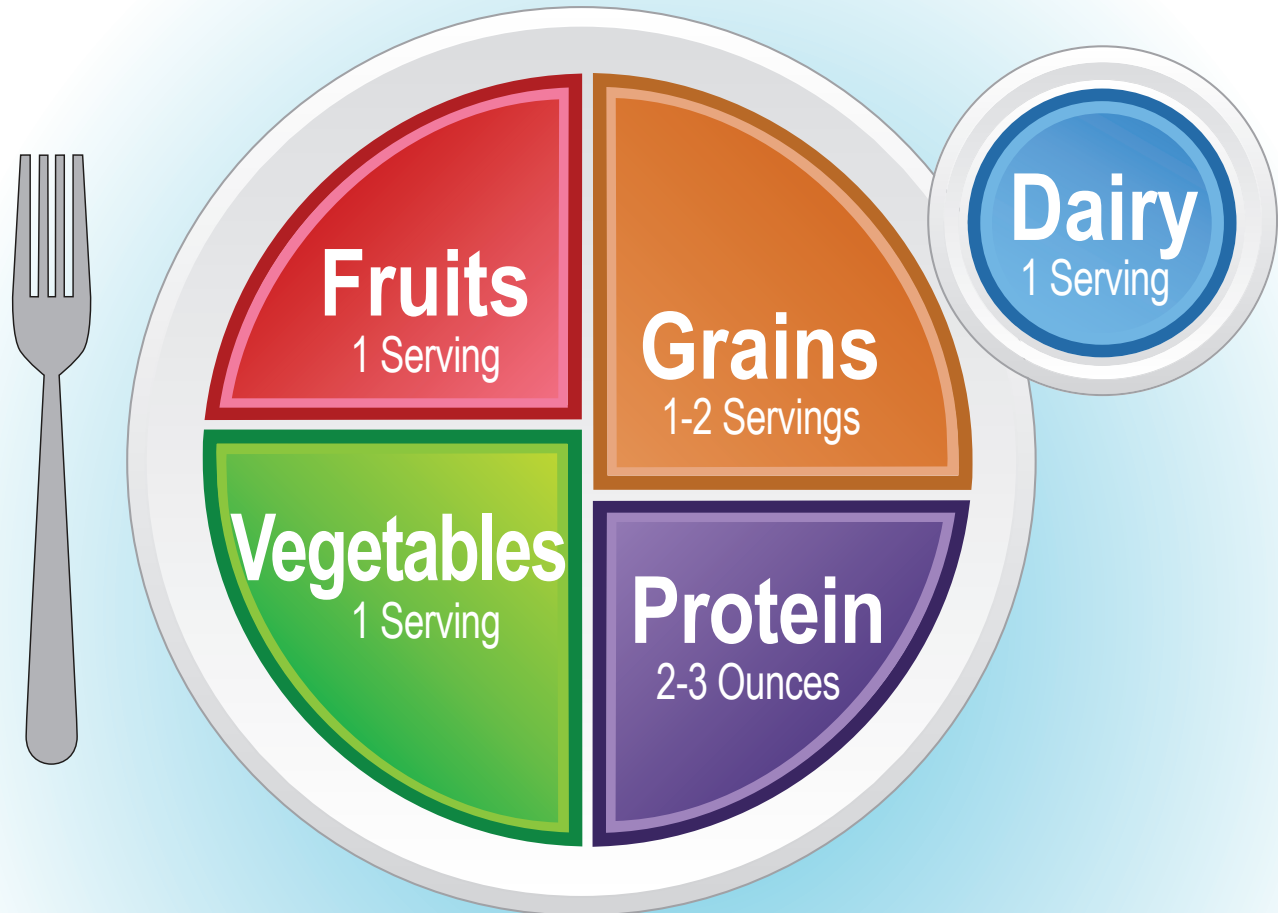 Fruits
1 Serving
Grains
1-2 Servings
Dairy
1 Serving
Vegetables
1 Serving
Protein
2-3 Ounces